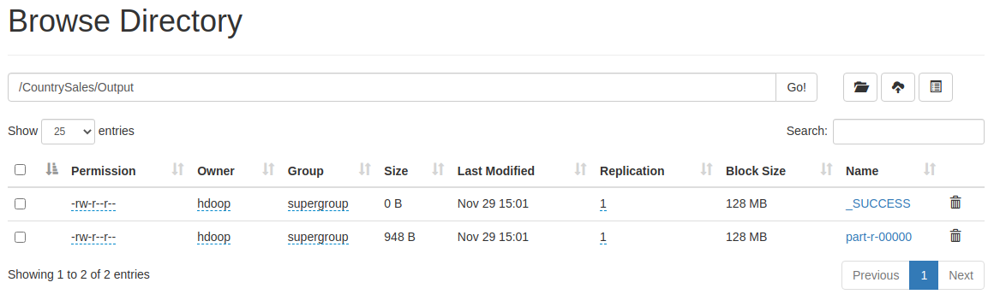 Browse Directory
/CountrySales/Output Go!
Show 25 entries Search:
Permission Owner Group Size Last Modified Replication Block Size Name
-rw-r--r-- hdoop supergroup 0 B Nov 29 15:01 1 128 MB _SUCCESS
-rw-r--r-- hdoop supergroup 948 B Nov 29 15:01 1 128 MB part-r-00000
Showing 1 to 2 of 2 entries Previous 1 Next